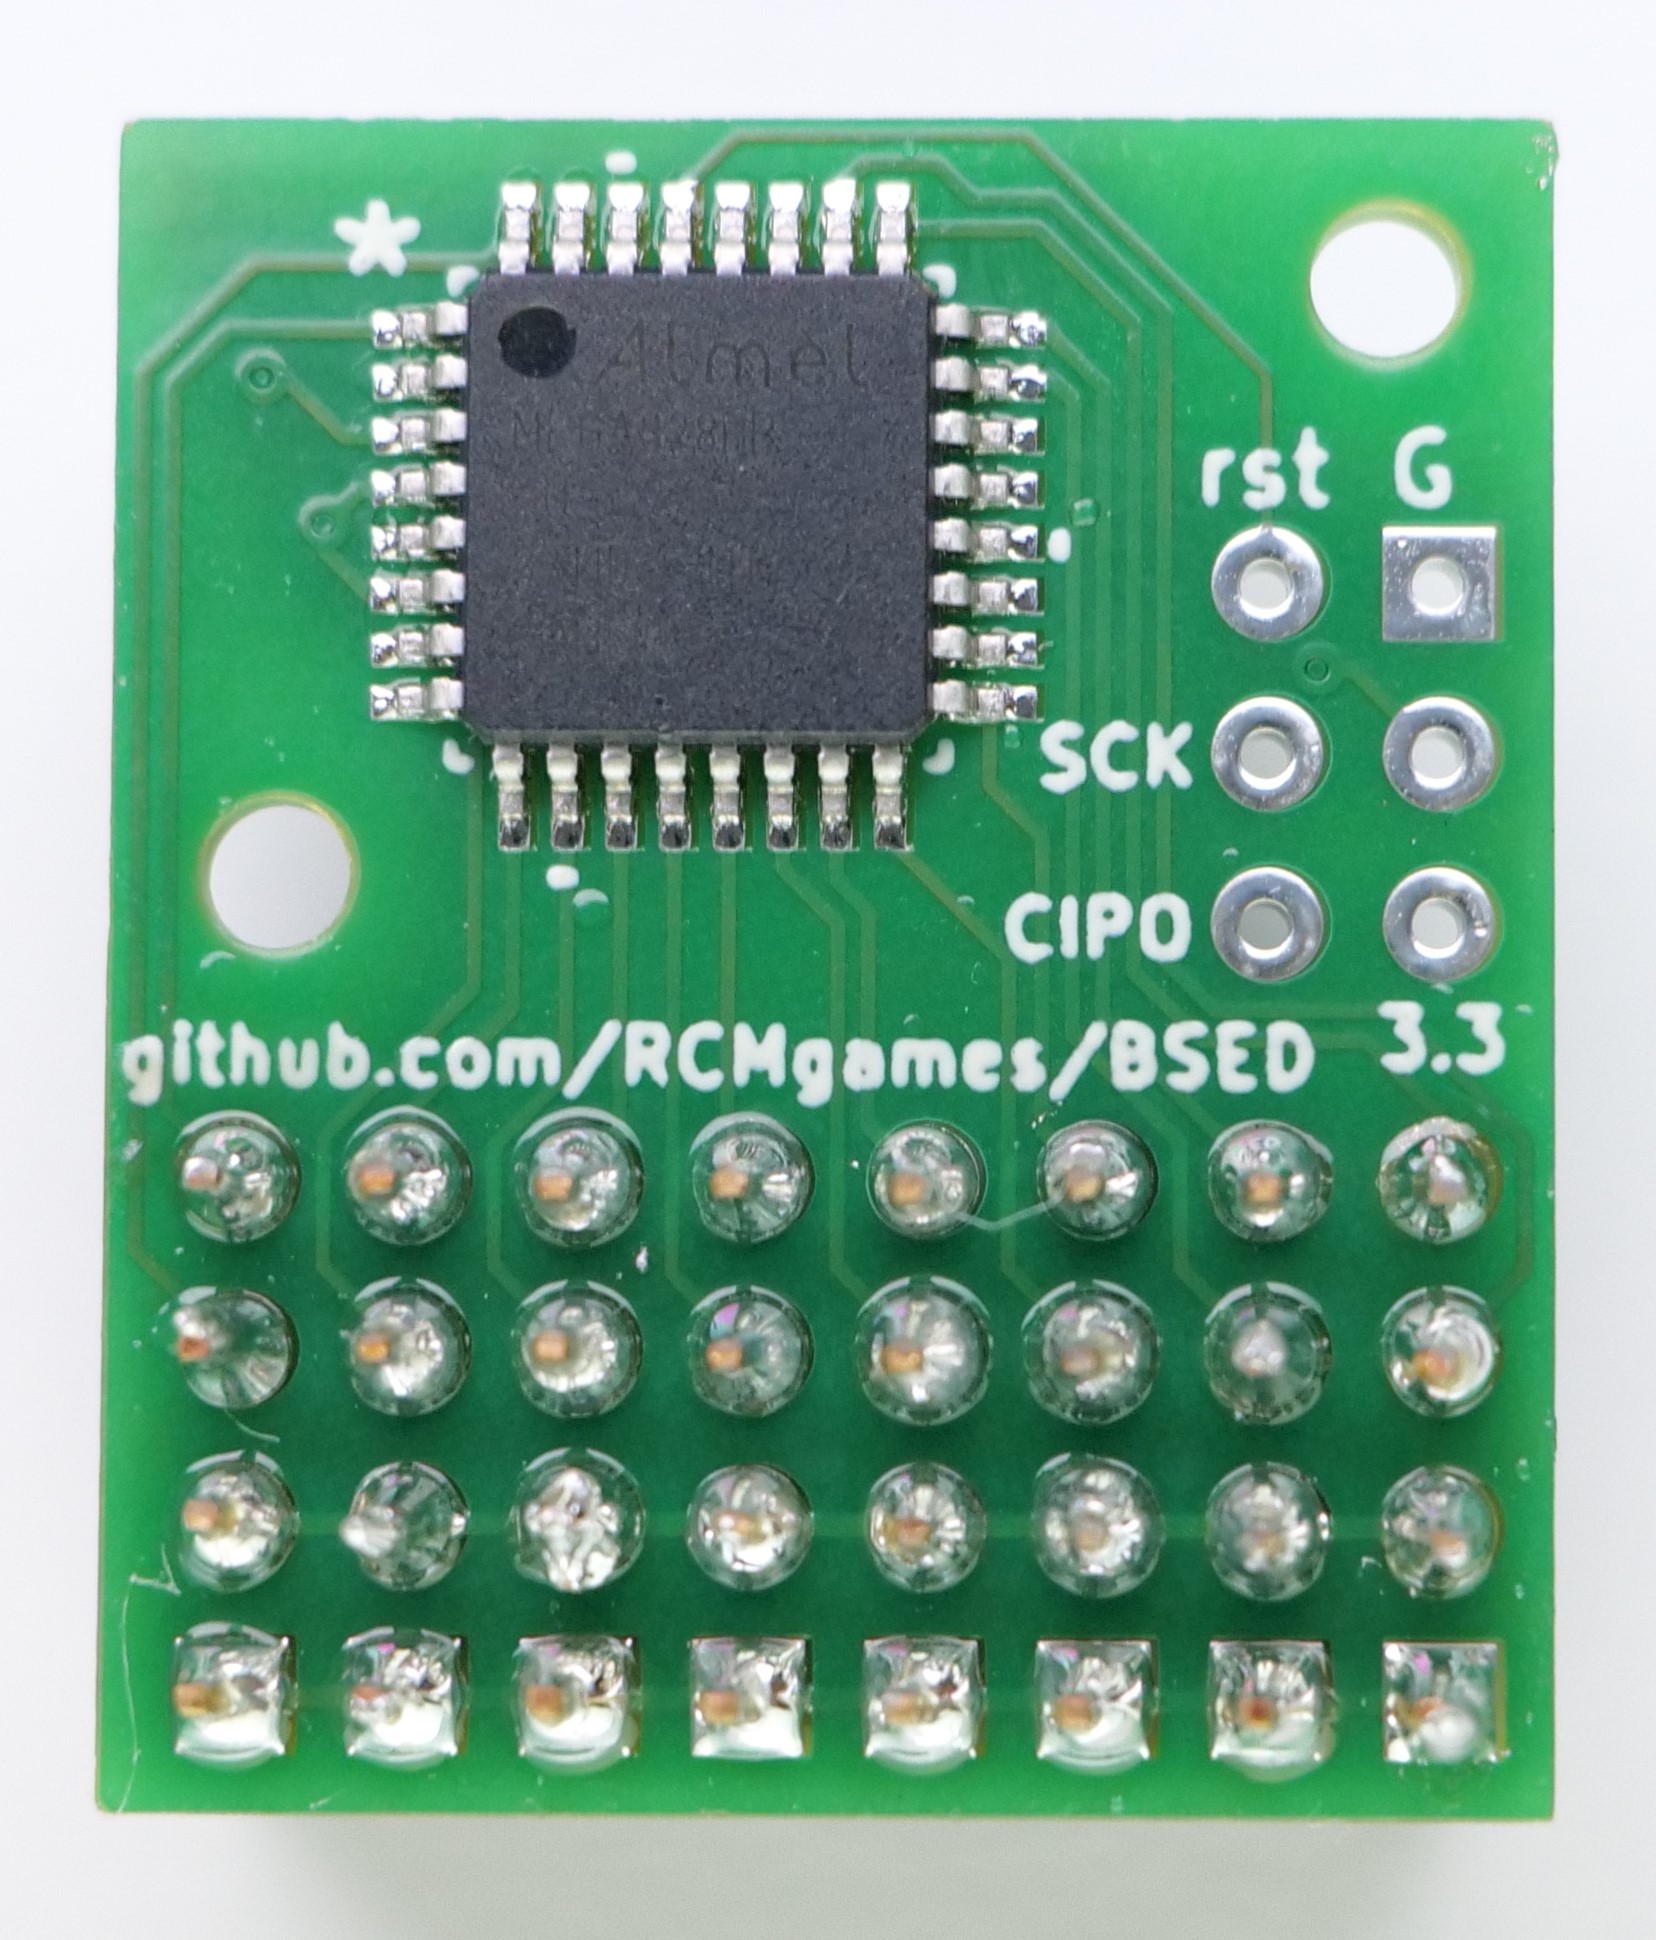 *
Atmel
rst G
SCK
CIPO
3.3
github.com/RCMgames/BSED